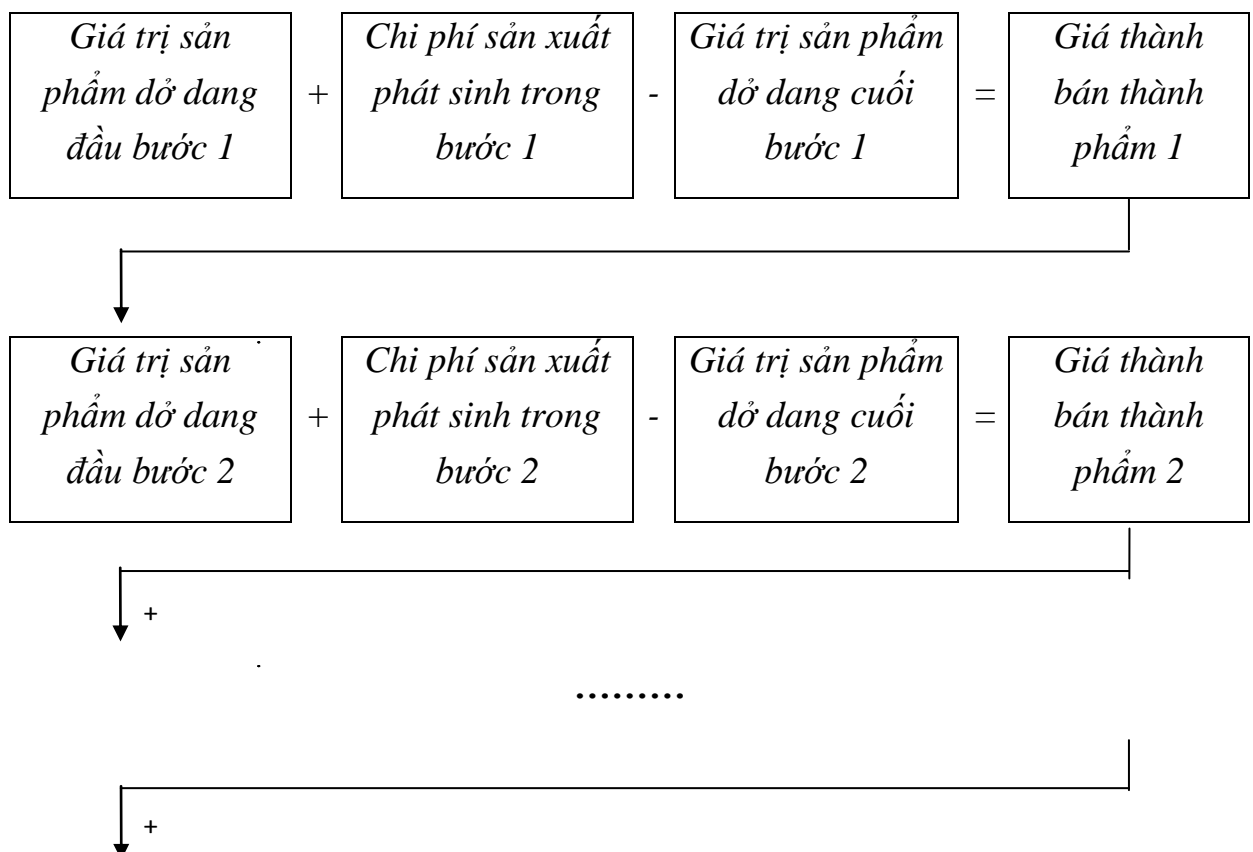 Giá trị sản
phẩm dở dang
đầu bước 1
+
Chi phí sản xuất
phát sinh trong
bước 1
-
Giá trị sản phẩm
dở dang cuối
bước 1
=
Giá thành
bán thành
phẩm 1
Giá trị sản
phẩm dở dang
đầu bước 2
+
Chi phí sản xuất
phát sinh trong
bước 2
-
Giá trị sản phẩm
dở dang cuối
bước 2
=
Giá thành
bán thành
phẩm 2
+
.........
+